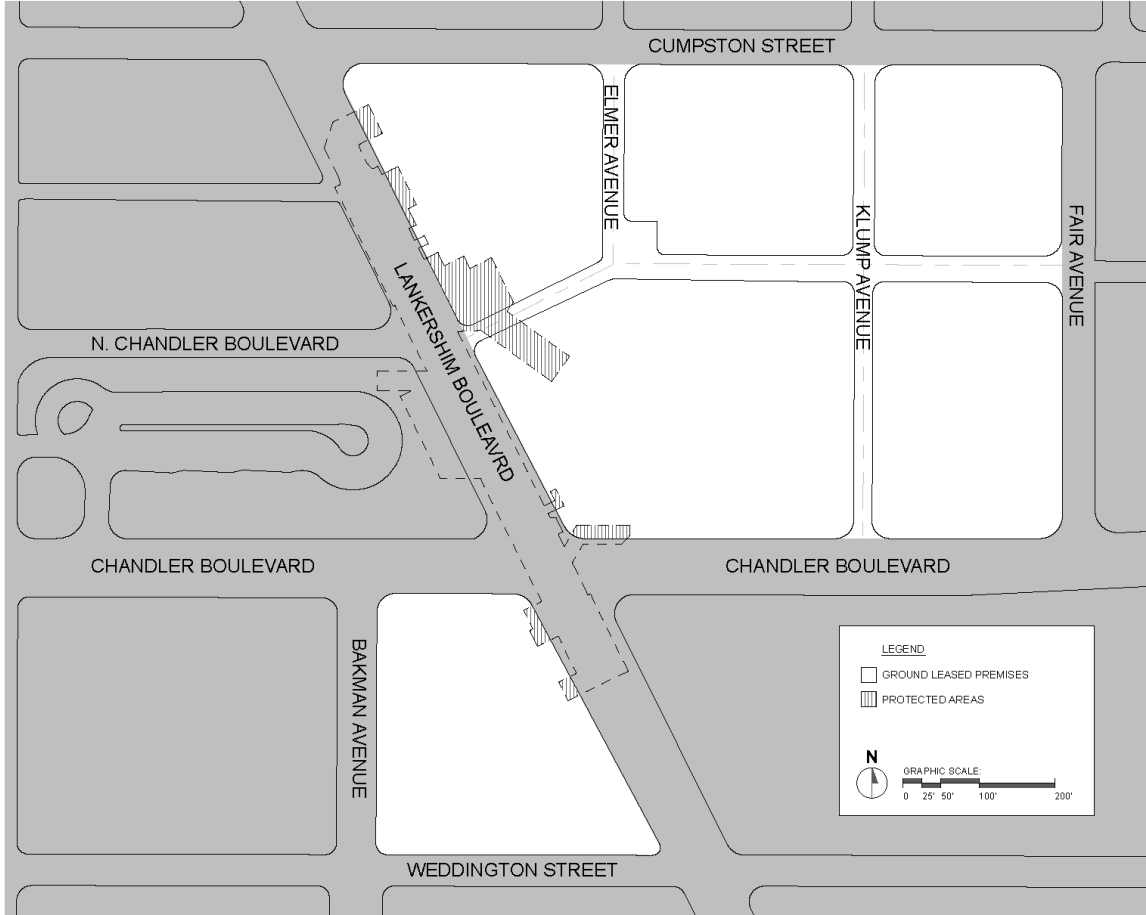 CUMPSTON STREET
ELMER AVENUE
KLUMP AVENUE
FAIR AVENUE
LANKERSHIM BOULEAVRD
N. CHANDLER BOULEVARD
CHANDLER BOULEVARD
CHANDLER BOULEVARD
BAKMAN AVENUE
WEDDINGTON STREET
LEGEND
GROUND LEASED PREMISES
PROTECTED AREAS
N
GRAPHIC SCALE:
0 25' 50' 100' 200'